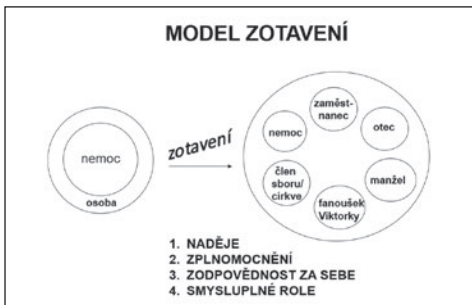 MODEL ZOTAVENÍ
nemoc
osoba
zotavení
nemoc
zaměst-
nanec
otec
člen
sboru/
cirkve
fanoušek
Viktorky
manžel
1. NADĚJE
2. ZPLNOMOCNĚNÍ
3. ZODPOVĚDNOST ZA SEBE
4. SMYSLUPLNÉ ROLE